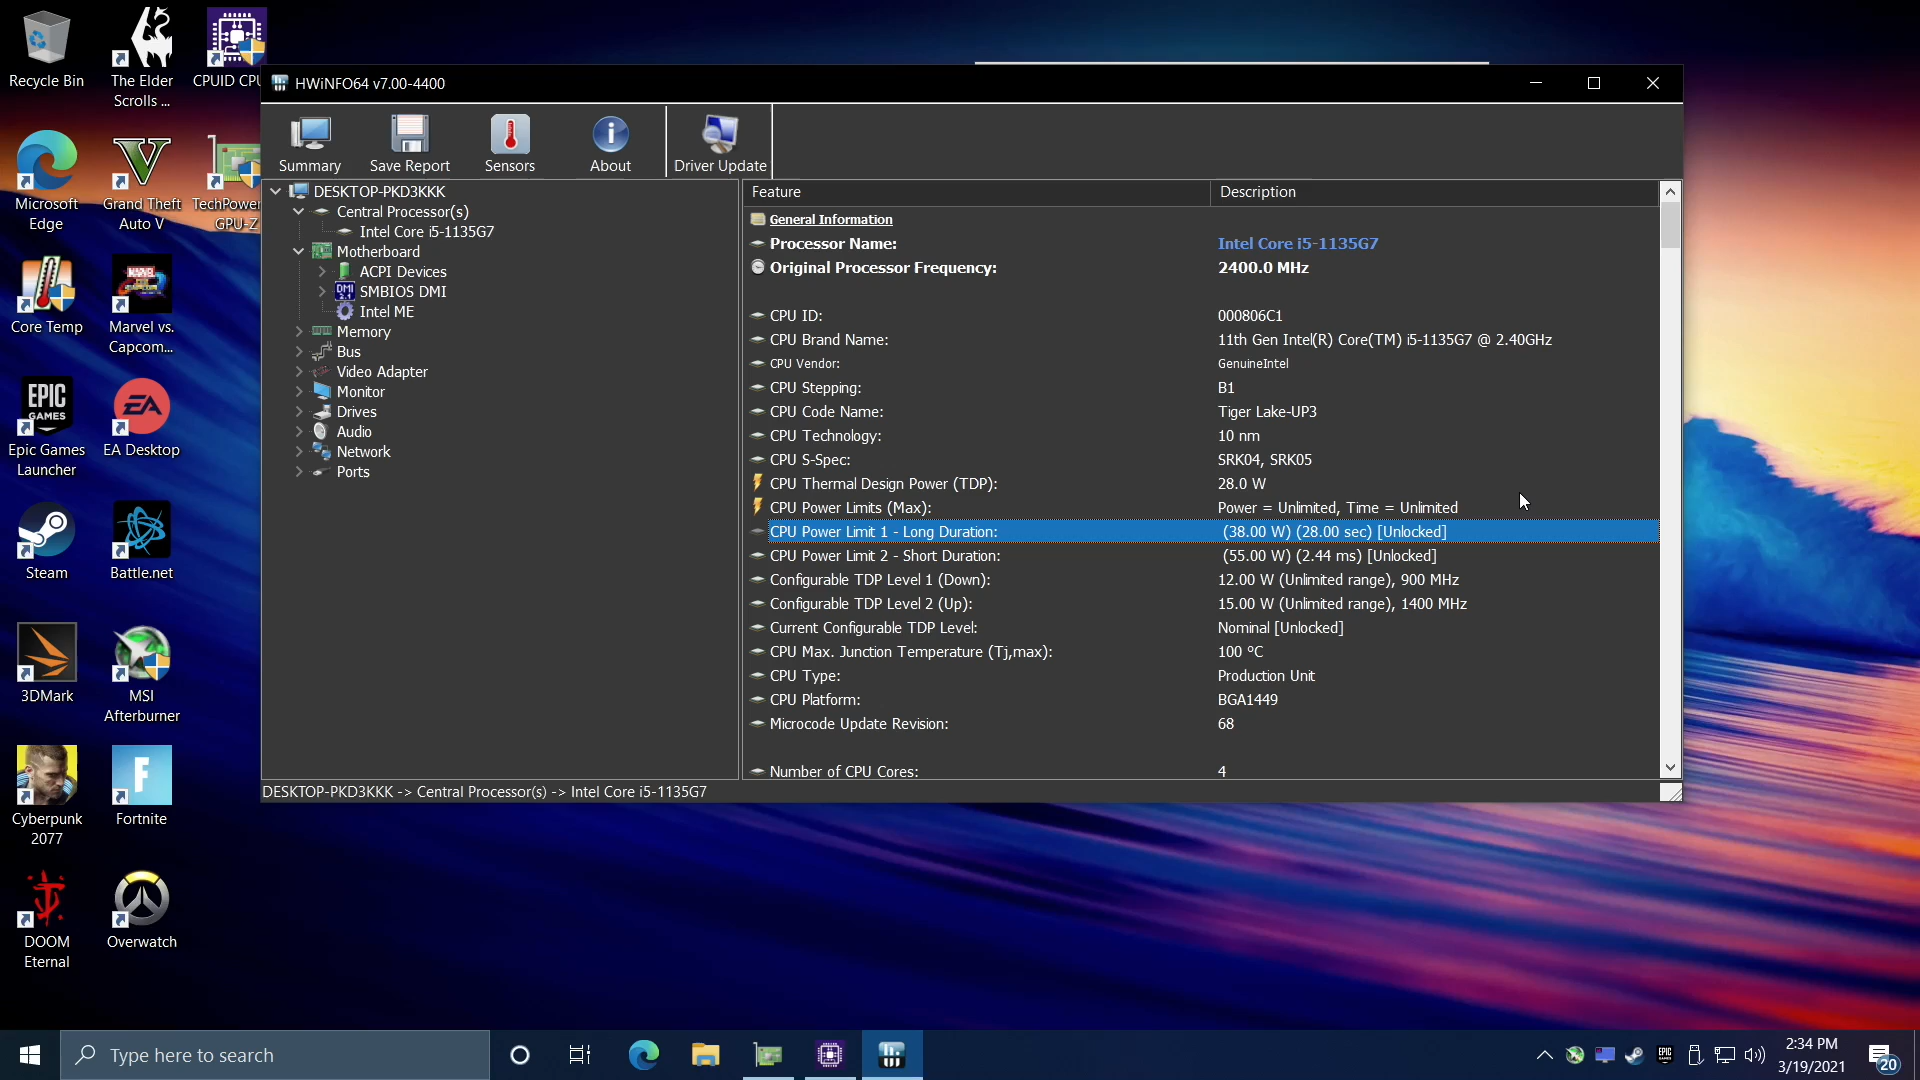 Recycle Bin
The Elder
Scrolls ...
CPUID CPU
Microsoft
Edge
Grand Theft
Auto V
TechPower
GPU-Z
Core Temp
Marvel vs.
Capcom...
EPIC
GAMES
Epic Games
Launcher
EA
EA Desktop
Steam
Battle.net
3DMark
MSI
Afterburner
Cyberpunk
2077
Fortnite
DOOM
Eternal
Overwatch
HWiNFO64 v7.00-4400
Summary
Save Report
Sensors
About
Driver Update
DESKTOP-PKD3KKK
Central Processor(s)
Intel Core i5-1135G7
Motherboard
ACPI Devices
SMBIOS DMI
Intel ME
Memory
Bus
Video Adapter
Monitor
Drives
Audio
Network
Ports
Feature Description
General Information
Processor Name: Intel Core i5-1135G7
Original Processor Frequency: 2400.0 MHz
CPU ID: 000806C1
CPU Brand Name: 11th Gen Intel(R) Core(TM) i5-1135G7 @ 2.40GHz
CPU Vendor: GenuineIntel
CPU Stepping: B1
CPU Code Name: Tiger Lake-UP3
CPU Technology: 10 nm
CPU S-Spec: SRK04, SRK05
CPU Thermal Design Power (TDP): 28.0 W
CPU Power Limits (Max): Power = Unlimited, Time = Unlimited
CPU Power Limit 1 - Long Duration: (38.00 W) (28.00 sec) [Unlocked]
CPU Power Limit 2 - Short Duration: (55.00 W) (2.44 ms) [Unlocked]
Configurable TDP Level 1 (Down): 12.00 W (Unlimited range), 900 MHz
Configurable TDP Level 2 (Up): 15.00 W (Unlimited range), 1400 MHz
Current Configurable TDP Level: Nominal [Unlocked]
CPU Max. Junction Temperature (Tj,max): 100 °C
CPU Type: Production Unit
CPU Platform: BGA1449
Microcode Update Revision: 68
Number of CPU Cores: 4
DESKTOP-PKD3KKK -> Central Processor(s) -> Intel Core i5-1135G7
Type here to search
2:34 PM
3/19/2021
20